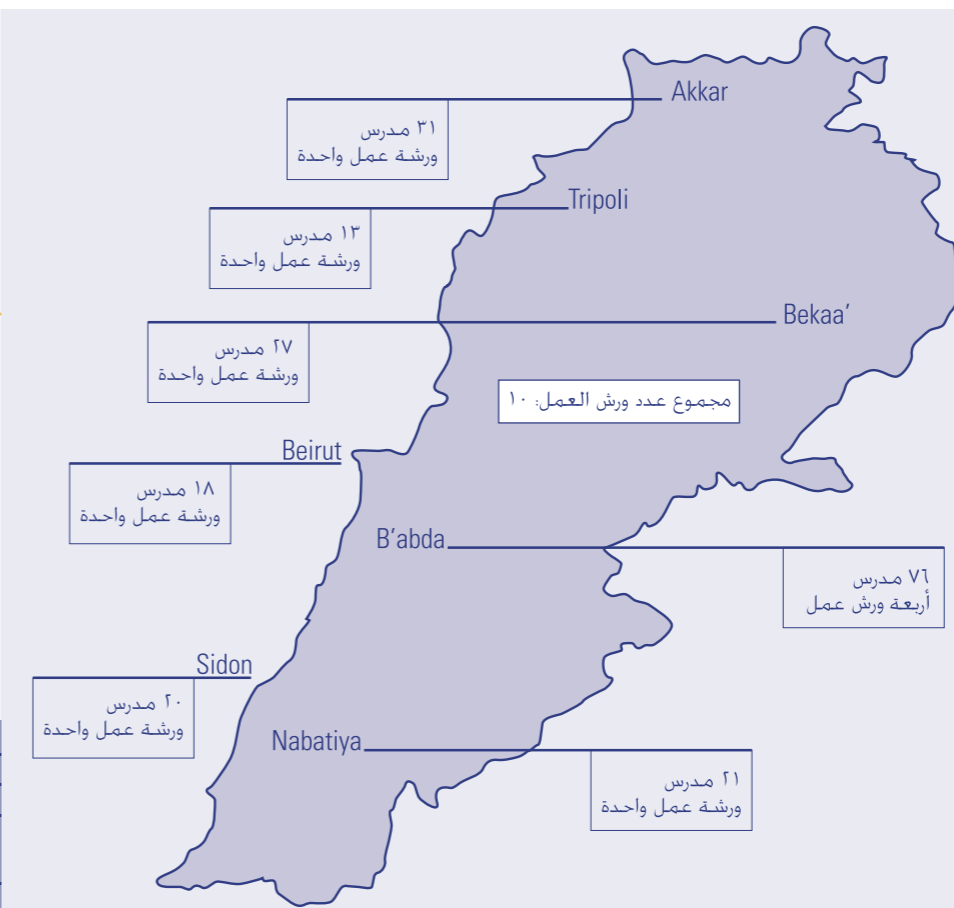 Akkar
٣١ مدرس
ورشة عمل واحدة
Tripoli
١٣ مدرس
ورشة عمل واحدة
Bekaa'
٢٧ مدرس
ورشة عمل واحدة
مجموع عدد ورش العمل: ١٠
Beirut
١٨ مدرس
ورشة عمل واحدة
B'abda
٧٦ مدرس
أربعة ورش عمل
Sidon
٢٠ مدرس
ورشة عمل واحدة
Nabatiya
٢١ مدرس
ورشة عمل واحدة